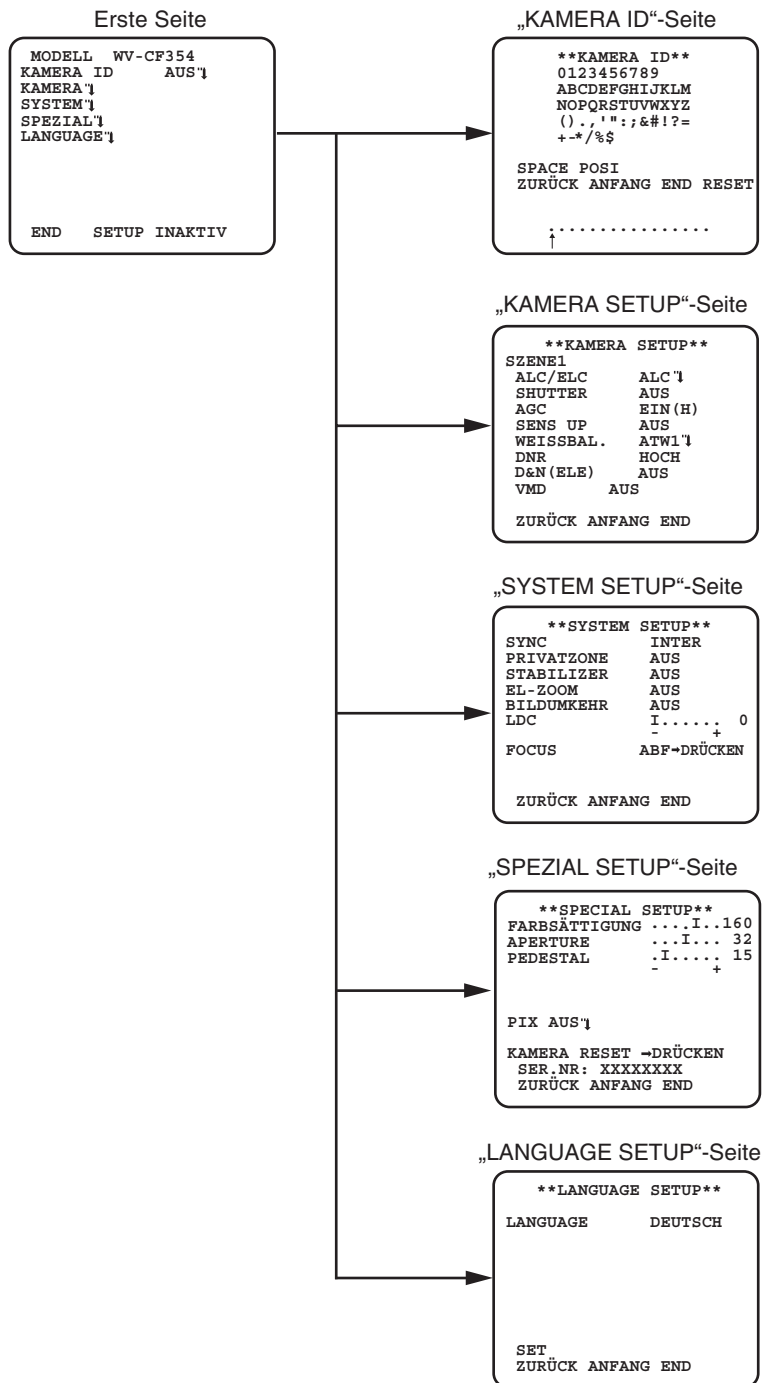 Erste Seite
MODELL WV-CF354
KAMERA ID AUS
KAMERA
SYSTEM
SPEZIAL
LANGUAGE
END SETUP INAKTIV
„KAMERA ID“-Seite
**KAMERA ID**
0123456789
ABCDEFGHIJKLM
NOPQRSTUVWXYZ
().,'":;&#!?=
+-*/%$
SPACE POSI
ZURÜCK ANFANG END RESET
................
↑
„KAMERA SETUP“-Seite
**KAMERA SETUP**
SZENE1
ALC/ELC ALC
SHUTTER AUS
AGC EIN(H)
SENS UP AUS
WEISSBAL. ATW1
DNR HOCH
D&N(ELE) AUS
VMD AUS
ZURÜCK ANFANG END
„SYSTEM SETUP“-Seite
**SYSTEM SETUP**
SYNC INTER
PRIVATZONE AUS
STABILIZER AUS
EL-ZOOM AUS
BILDUMKEHR AUS
LDC I...... 0
- +
FOCUS ABF→DRÜCKEN
ZURÜCK ANFANG END
„SPEZIAL SETUP“-Seite
**SPECIAL SETUP**
FARBSÄTTIGUNG ....I..160
APERTURE ...I... 32
PEDESTAL .I..... 15
- +
PIX AUS
KAMERA RESET →DRÜCKEN
SER.NR: XXXXXXXX
ZURÜCK ANFANG END
„LANGUAGE SETUP“-Seite
**LANGUAGE SETUP**
LANGUAGE DEUTSCH
SET
ZURÜCK ANFANG END